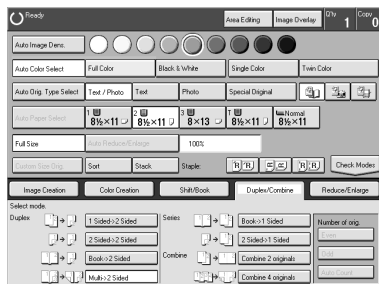 Ready Area Editing Image Overlay Q'ty 1 Copy 0
Auto Image Dens.
Auto Color Select Full Color Black & White Single Color Twin Color
Auto Orig. Type Select Text / Photo Text Photo Special Original
Auto Paper Select 1 8½×11 2 8½×11 3 8×13 T 8½×11 Normal 8½×11
Full Size Auto Reduce/Enlarge 100%
Custom Size Orig. Sort Stack Staple: Check Modes
Image Creation Color Creation Shift/Book Duplex/Combine Reduce/Enlarge
Select mode.
Duplex 1 Sided->2 Sided Series Book->1 Sided Number of orig.
2 Sided->2 Sided 2 Sided->1 Sided Even
Book->2 Sided Combine Combine 2 originals Odd
Multi->2 Sided Combine 4 originals Auto Count